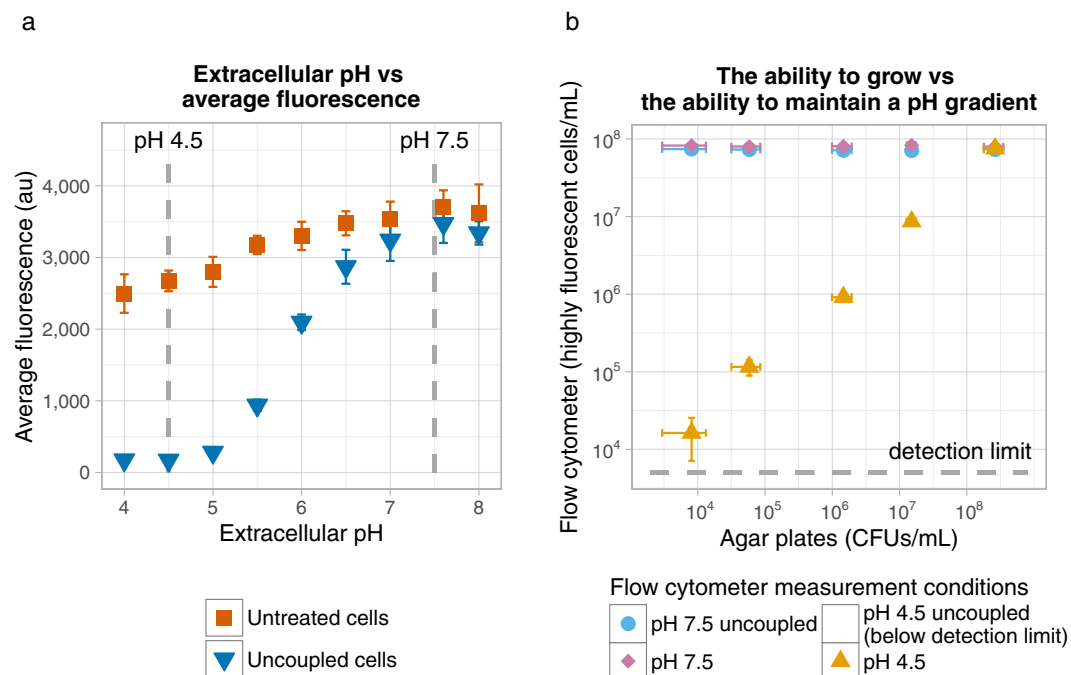 a
Extracellular pH vs
average fluorescence
pH 4.5
pH 7.5
Average fluorescence (au)
4,000
3,000
2,000
1,000
0
4
5
6
7
8
Extracellular pH
Untreated cells
Uncoupled cells
b
The ability to grow vs
the ability to maintain a pH gradient
Flow cytometer (highly fluorescent cells/mL)
10⁸
10⁷
10⁶
10⁵
10⁴
detection limit
10⁴
10⁵
10⁶
10⁷
10⁸
Agar plates (CFUs/mL)
Flow cytometer measurement conditions
pH 7.5 uncoupled
pH 7.5
pH 4.5 uncoupled
(below detection limit)
pH 4.5